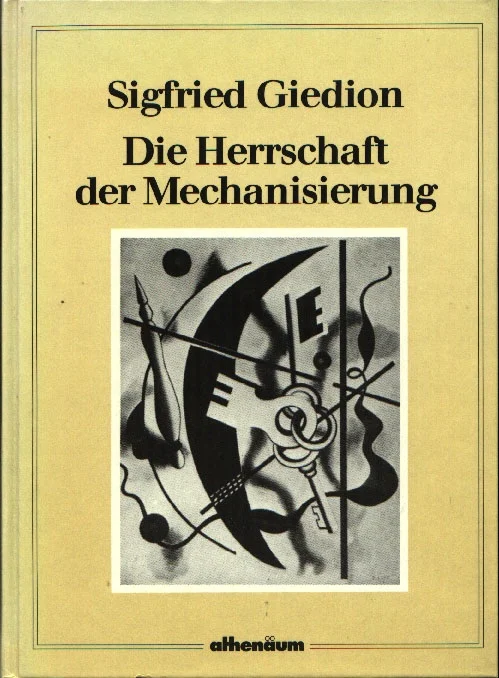 Sigfried Giedion
Die Herrschaft
der Mechanisierung
athenäum